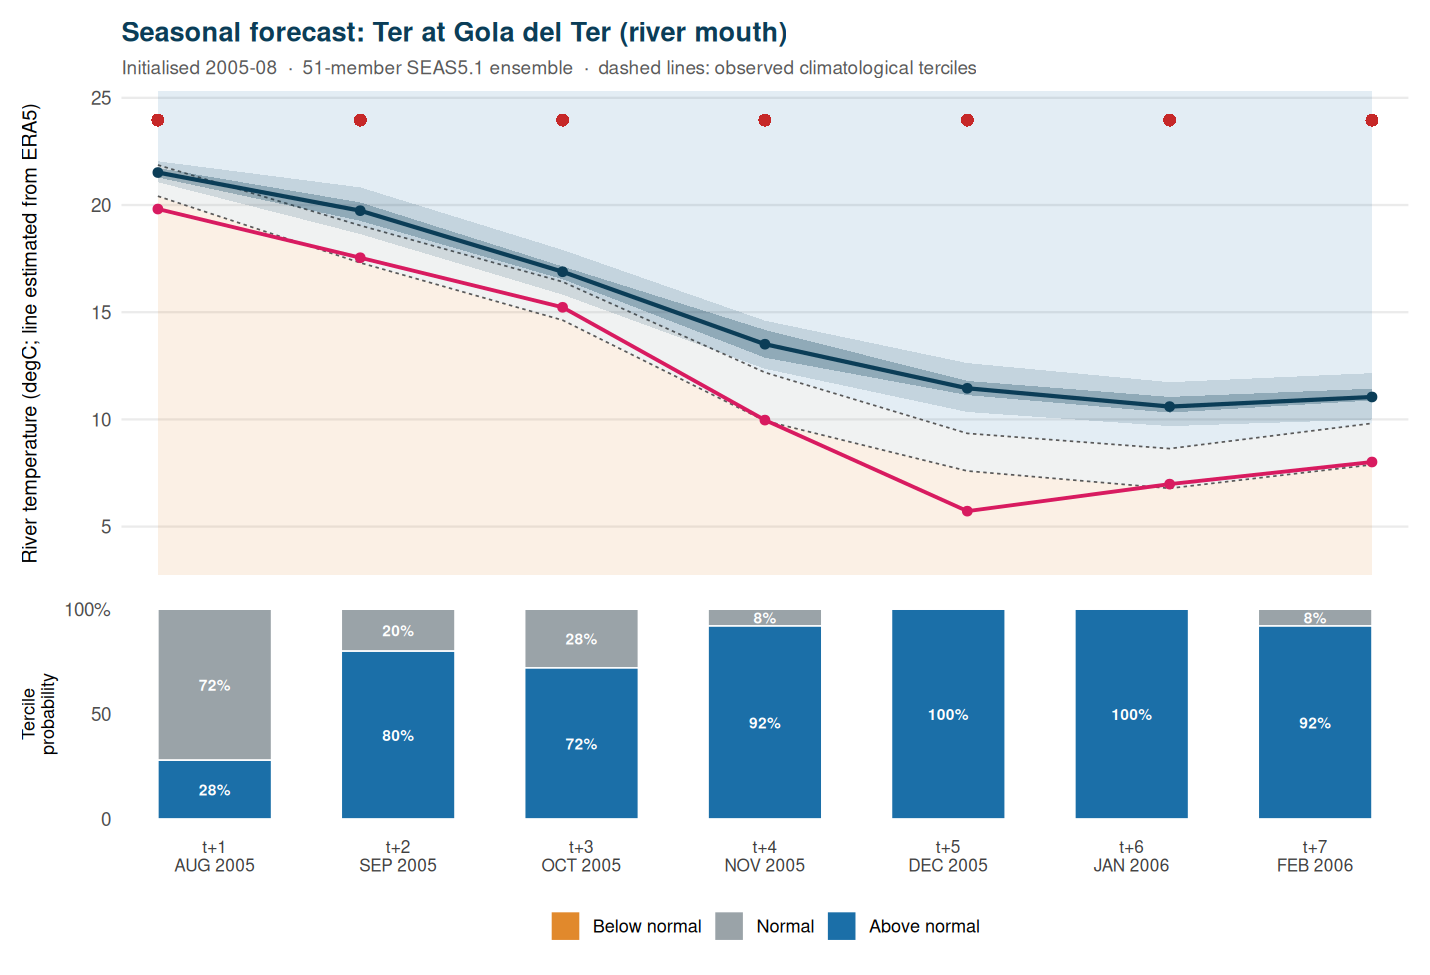 Seasonal forecast: Ter at Gola del Ter (river mouth)
Initialised 2005-08 · 51-member SEAS5.1 ensemble · dashed lines: observed climatological terciles
River temperature (degC; line estimated from ERA5)
25
20
15
10
5
Tercile
probability
100%
50
0
72%
28%
20%
80%
28%
72%
8%
92%
100%
100%
8%
92%
t+1
AUG 2005
t+2
SEP 2005
t+3
OCT 2005
t+4
NOV 2005
t+5
DEC 2005
t+6
JAN 2006
t+7
FEB 2006
Below normal
Normal
Above normal